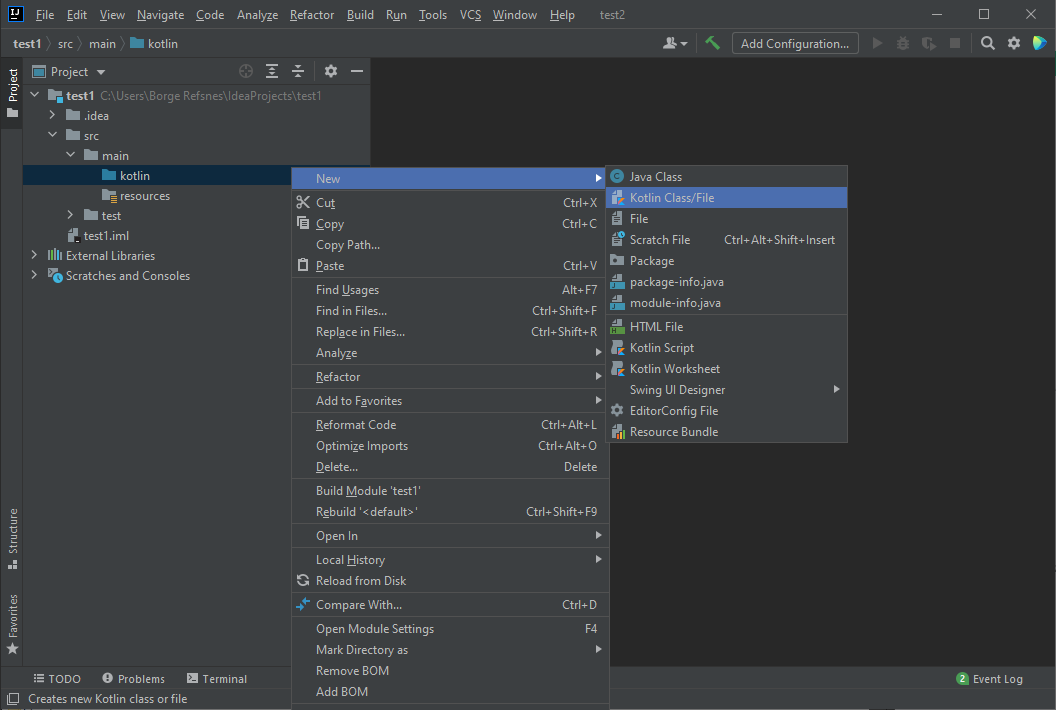 IJ File Edit View Navigate Code Analyze Refactor Build Run Tools VCS Window Help test2
test1 src main kotlin Add Configuration...
Project
Project
test1 C:\Users\Borge Refsnes\IdeaProjects\test1
.idea
src
main
kotlin
resources
test
test1.iml
External Libraries
Scratches and Consoles
New
Cut Ctrl+X
Copy Ctrl+C
Copy Path...
Paste Ctrl+V
Find Usages Alt+F7
Find in Files... Ctrl+Shift+F
Replace in Files... Ctrl+Shift+R
Analyze
Refactor
Add to Favorites
Reformat Code Ctrl+Alt+L
Optimize Imports Ctrl+Alt+O
Delete... Delete
Build Module 'test1'
Rebuild '<default>' Ctrl+Shift+F9
Open In
Local History
Reload from Disk
Compare With... Ctrl+D
Open Module Settings F4
Mark Directory as
Remove BOM
Add BOM
C Java Class
Kotlin Class/File
File
Scratch File Ctrl+Alt+Shift+Insert
Package
J package-info.java
J module-info.java
H HTML File
Kotlin Script
Kotlin Worksheet
Swing UI Designer
EditorConfig File
Resource Bundle
Structure
Favorites
TODO Problems Terminal 2 Event Log
Creates new Kotlin class or file